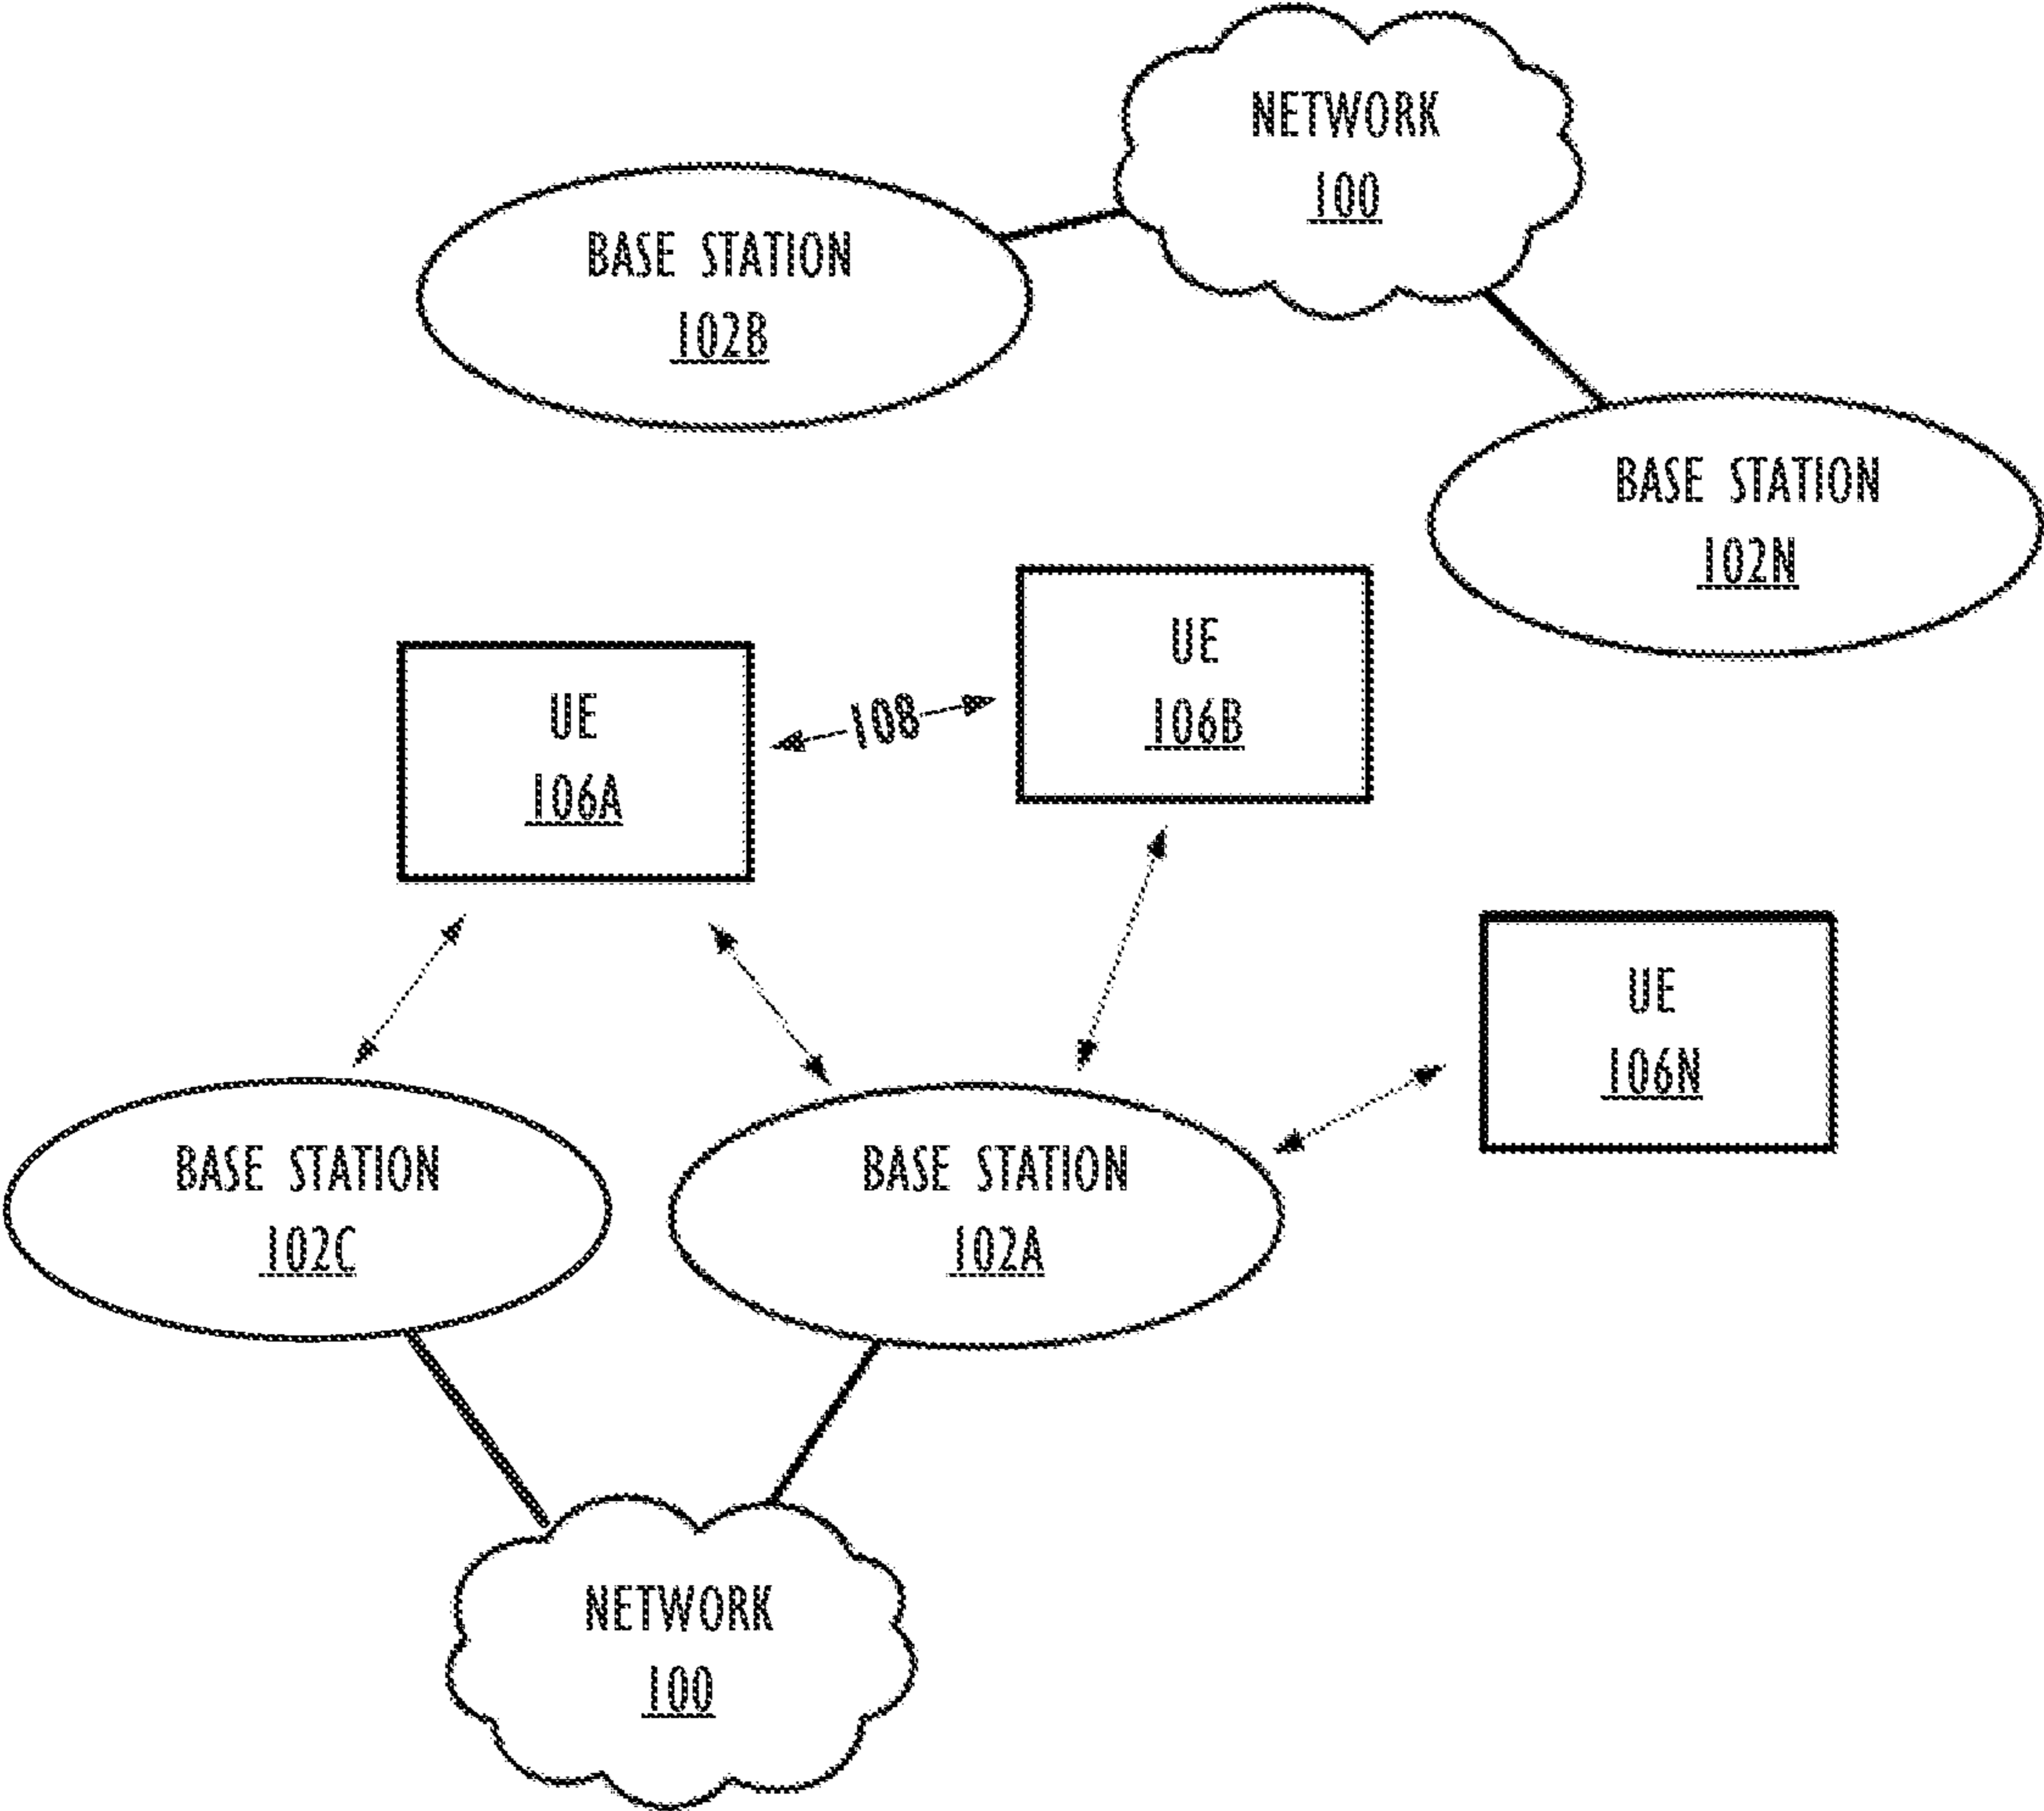 NETWORK
100
BASE STATION
102B
BASE STATION
102N
UE
106B
UE
106A
108
UE
106N
BASE STATION
102C
BASE STATION
102A
NETWORK
100